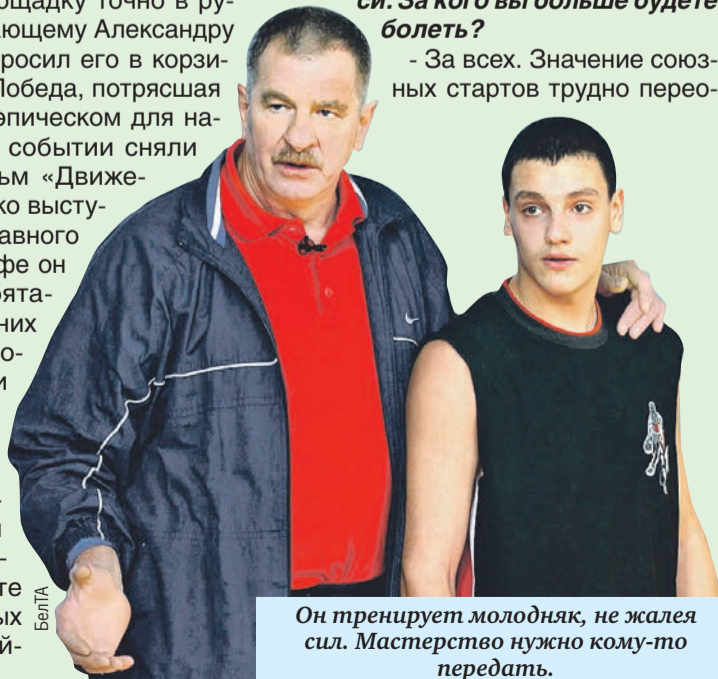 ощадку точно в ру-
ющему Александру
росил его в корзи-
Победа, потрясшая
эпическом для на-
событии сняли
ьм «Движе-
ко высту-
авного
фе он
ята-
них
о-
и
-
те
ых
й-
си. За кого вы больше будете
болеть?
- За всех. Значение союз-
ных стартов трудно перео-
БелТА
Он тренирует молодняк, не жалея
сил. Мастерство нужно кому-то
передать.